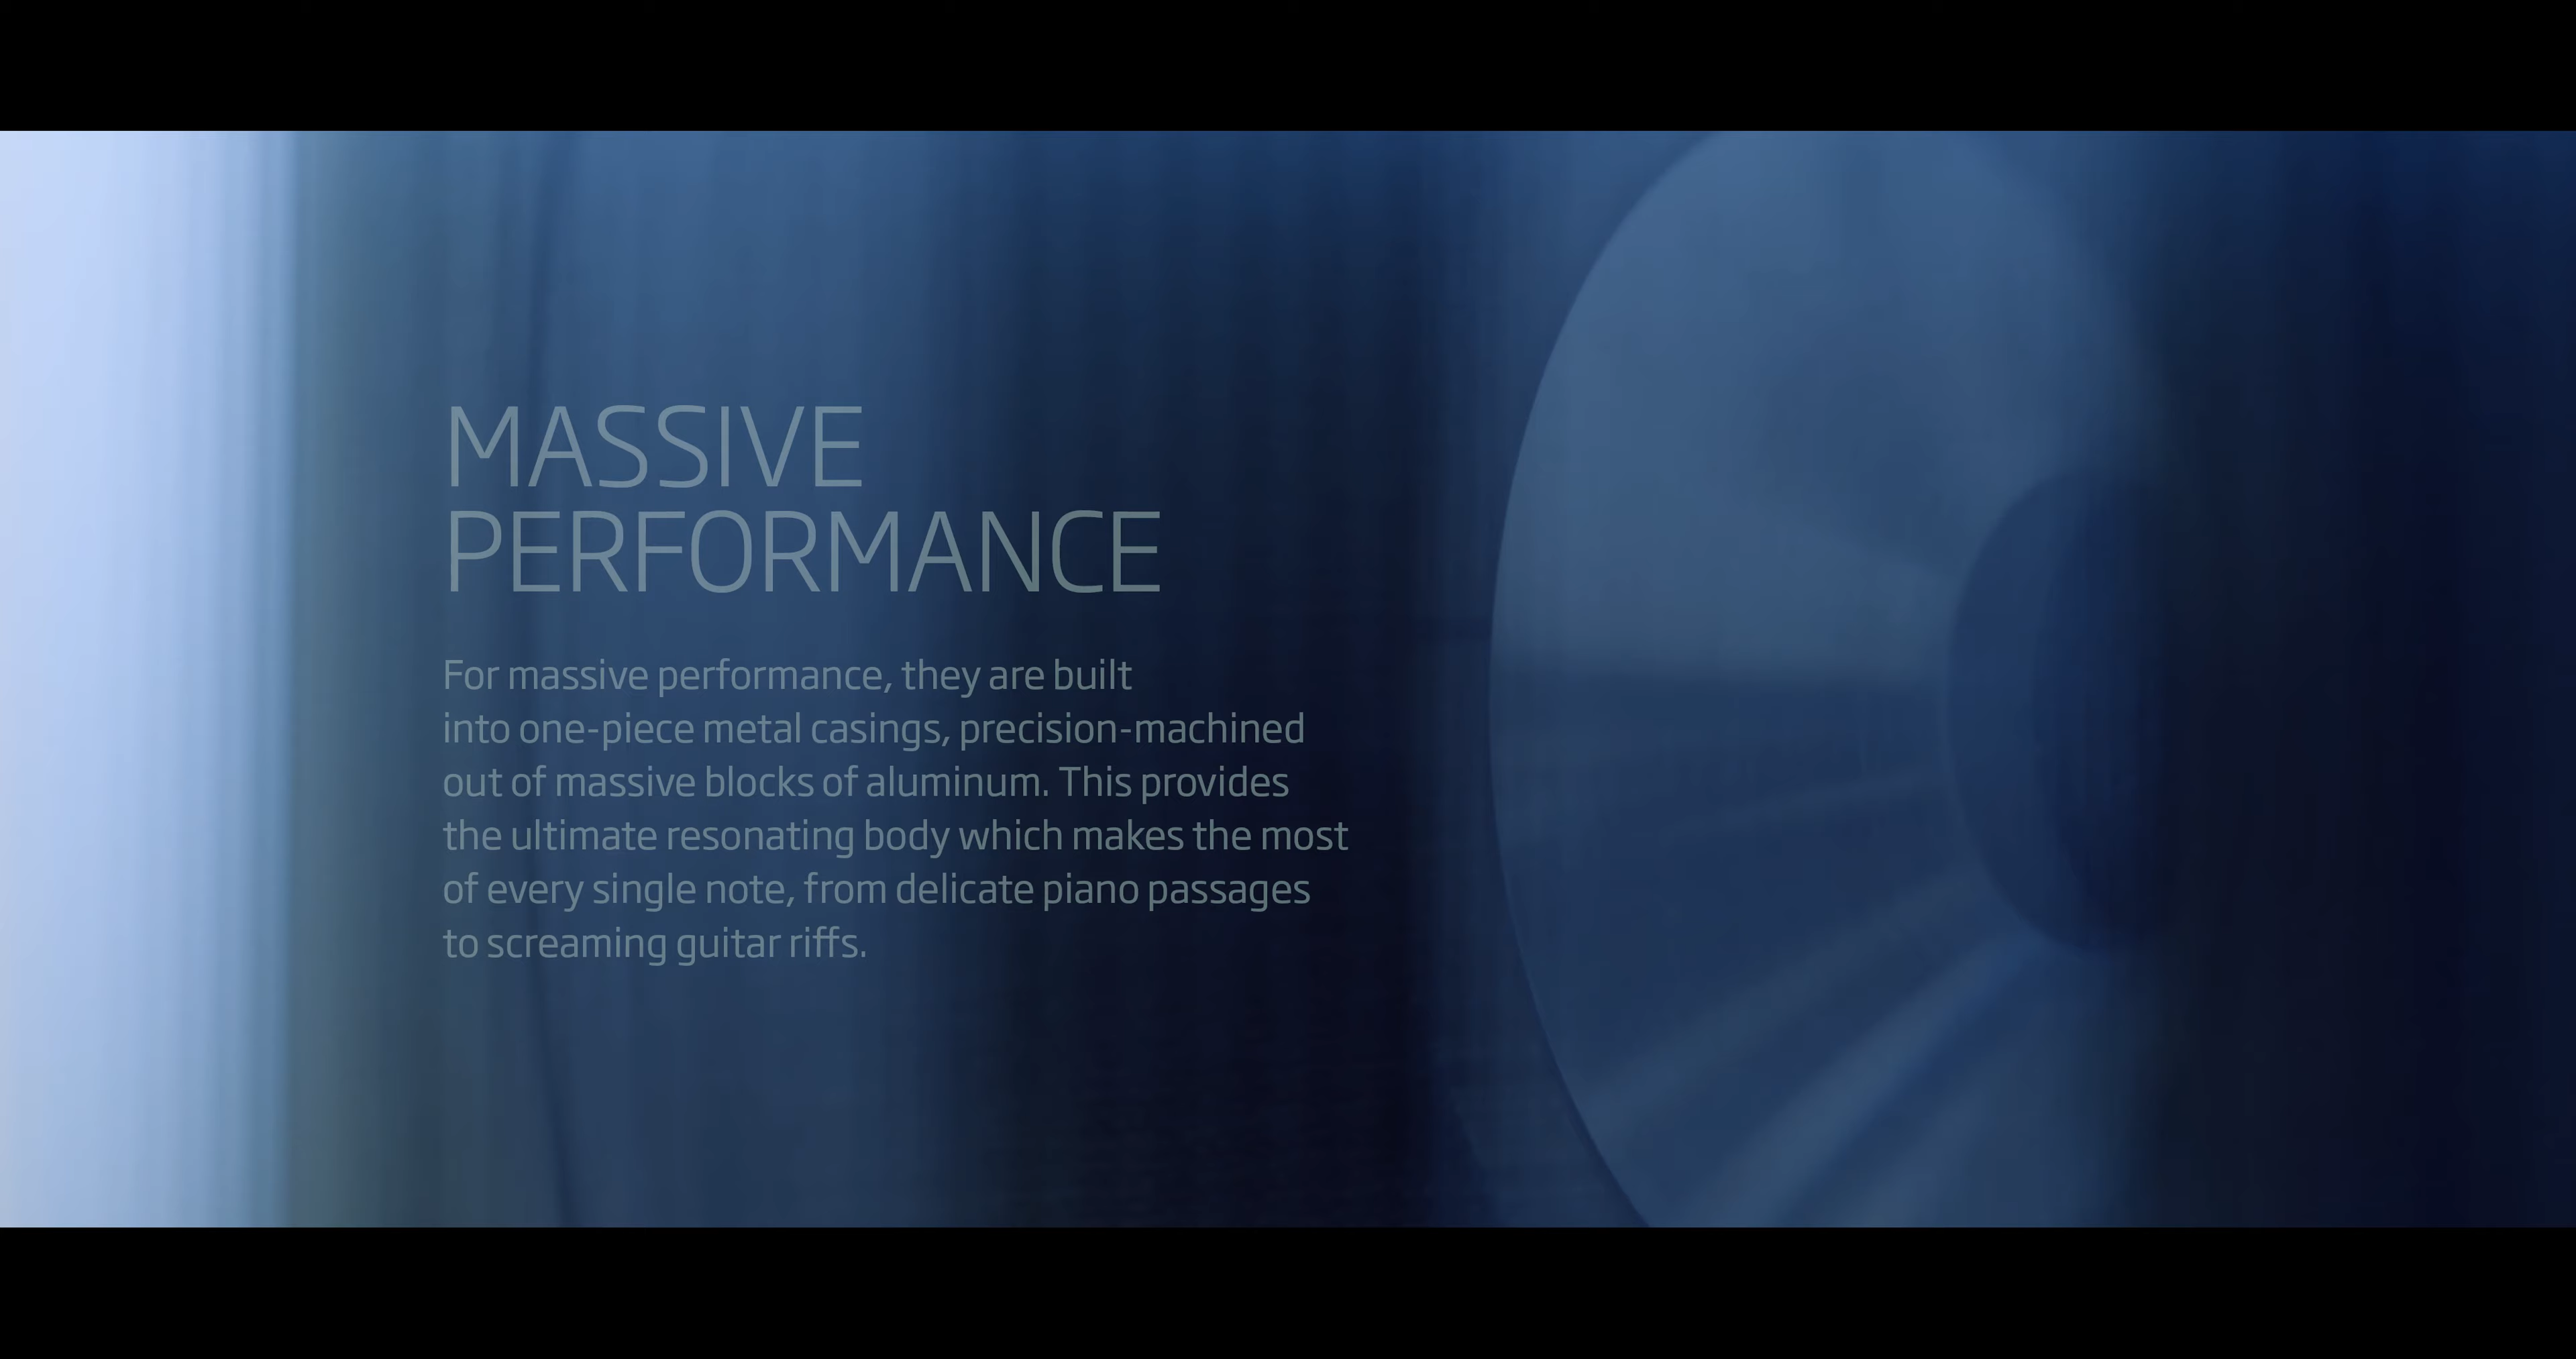 MASSIVE
PERFORMANCE
For massive performance, they are built
into one-piece metal casings, precision-machined
out of massive blocks of aluminum. This provides
the ultimate resonating body which makes the most
of every single note, from delicate piano passages
to screaming guitar riffs.